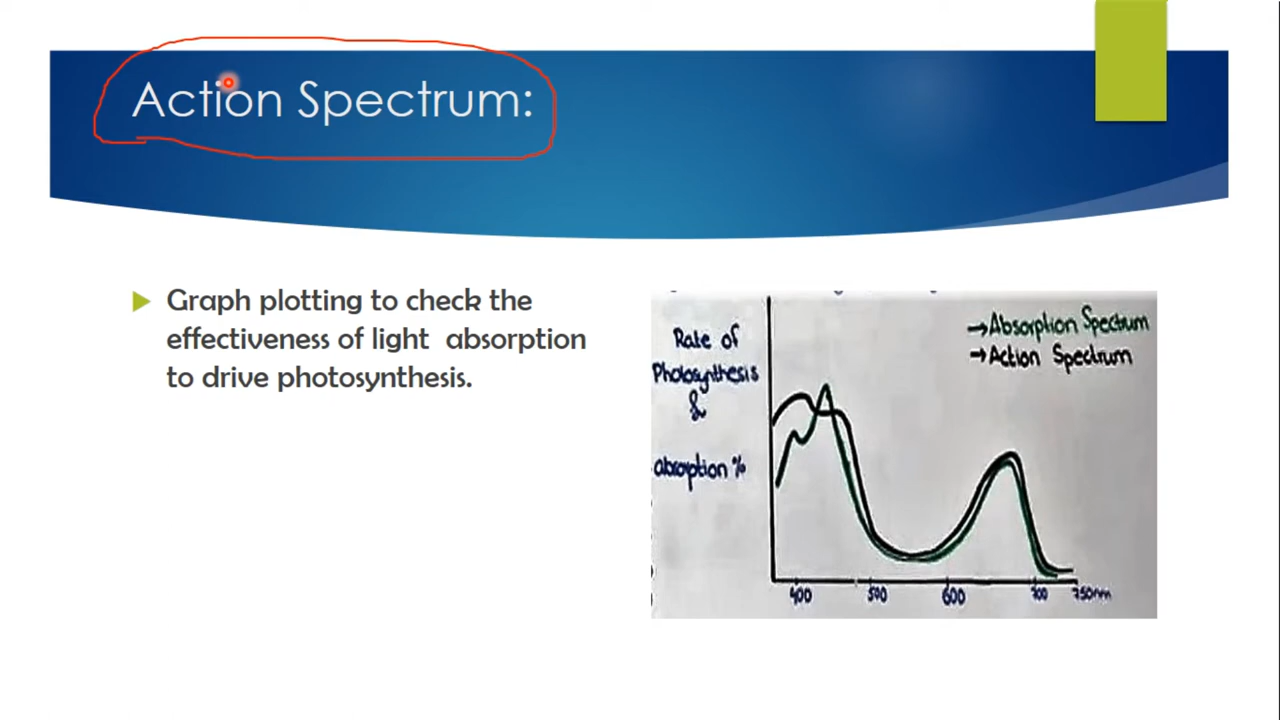 Action Spectrum:
Graph plotting to check the
effectiveness of light absorption
to drive photosynthesis.
Rate of
Photosynthesis
&
absorption %
→Absorption Spectrum
→Action Spectrum
400 500 600 700 750nm